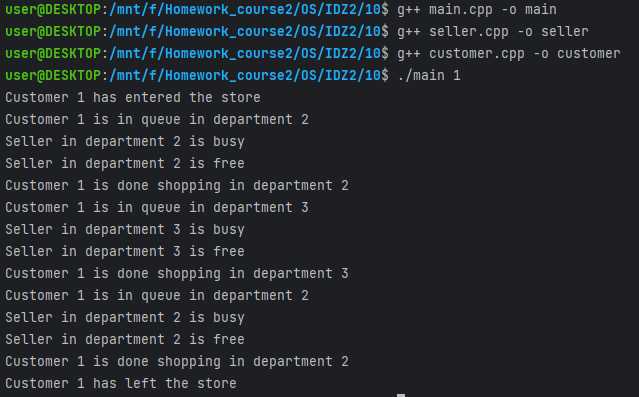 user@DESKTOP:/mnt/f/Homework_course2/OS/IDZ2/10$ g++ main.cpp -o main
user@DESKTOP:/mnt/f/Homework_course2/OS/IDZ2/10$ g++ seller.cpp -o seller
user@DESKTOP:/mnt/f/Homework_course2/OS/IDZ2/10$ g++ customer.cpp -o customer
user@DESKTOP:/mnt/f/Homework_course2/OS/IDZ2/10$ ./main 1
Customer 1 has entered the store
Customer 1 is in queue in department 2
Seller in department 2 is busy
Seller in department 2 is free
Customer 1 is done shopping in department 2
Customer 1 is in queue in department 3
Seller in department 3 is busy
Seller in department 3 is free
Customer 1 is done shopping in department 3
Customer 1 is in queue in department 2
Seller in department 2 is busy
Seller in department 2 is free
Customer 1 is done shopping in department 2
Customer 1 has left the store